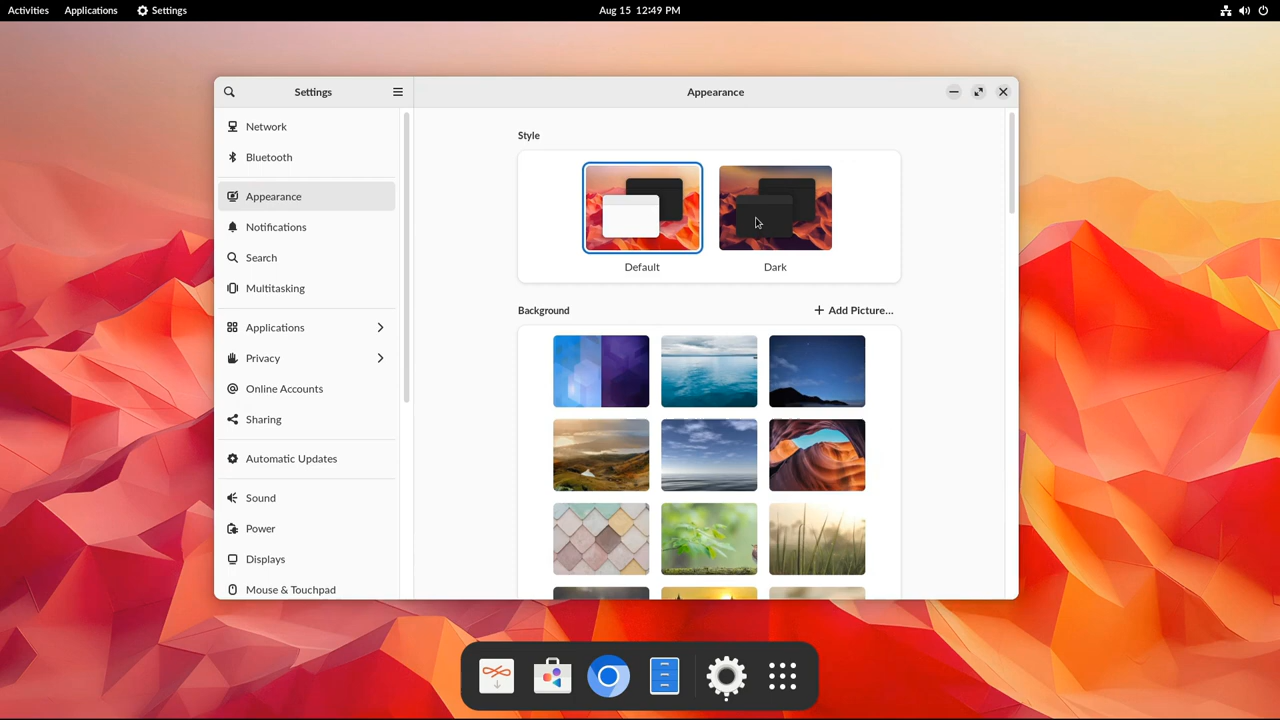 Activities Applications Settings Aug 15 12:49 PM
Settings Appearance
Network
Bluetooth
Appearance
Notifications
Search
Multitasking
Applications
Privacy
Online Accounts
Sharing
Automatic Updates
Sound
Power
Displays
Mouse & Touchpad
Style
Default Dark
Background Add Picture...